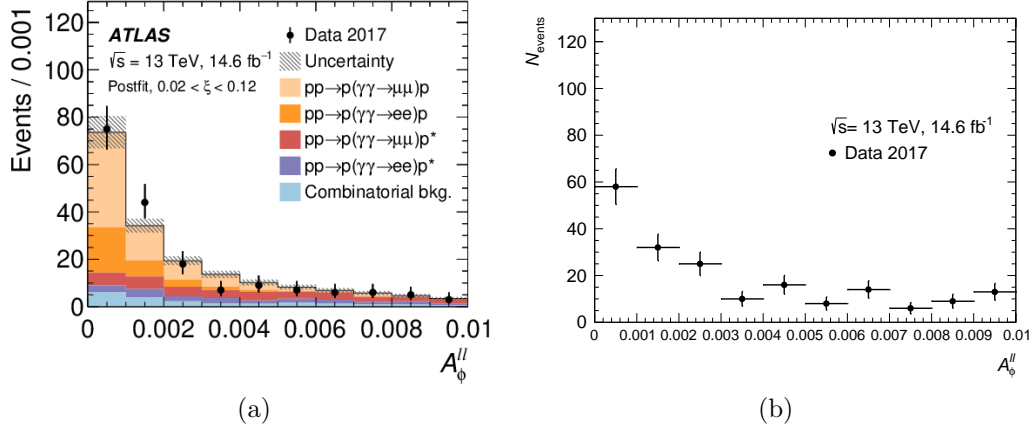 ATLAS
√s = 13 TeV, 14.6 fb⁻¹
Postfit, 0.02 < ξ < 0.12
Data 2017
Uncertainty
pp→p(γγ→μμ)p
pp→p(γγ→ee)p
pp→p(γγ→μμ)p*
pp→p(γγ→ee)p*
Combinatorial bkg.
Events / 0.001
120
100
80
60
40
20
0
0 0.002 0.004 0.006 0.008 0.01
A_ϕ^ll
(a)
N_events
120
100
80
60
40
20
0
√s= 13 TeV, 14.6 fb⁻¹
Data 2017
0 0.001 0.002 0.003 0.004 0.005 0.006 0.007 0.008 0.009 0.01
A_ϕ^ll
(b)